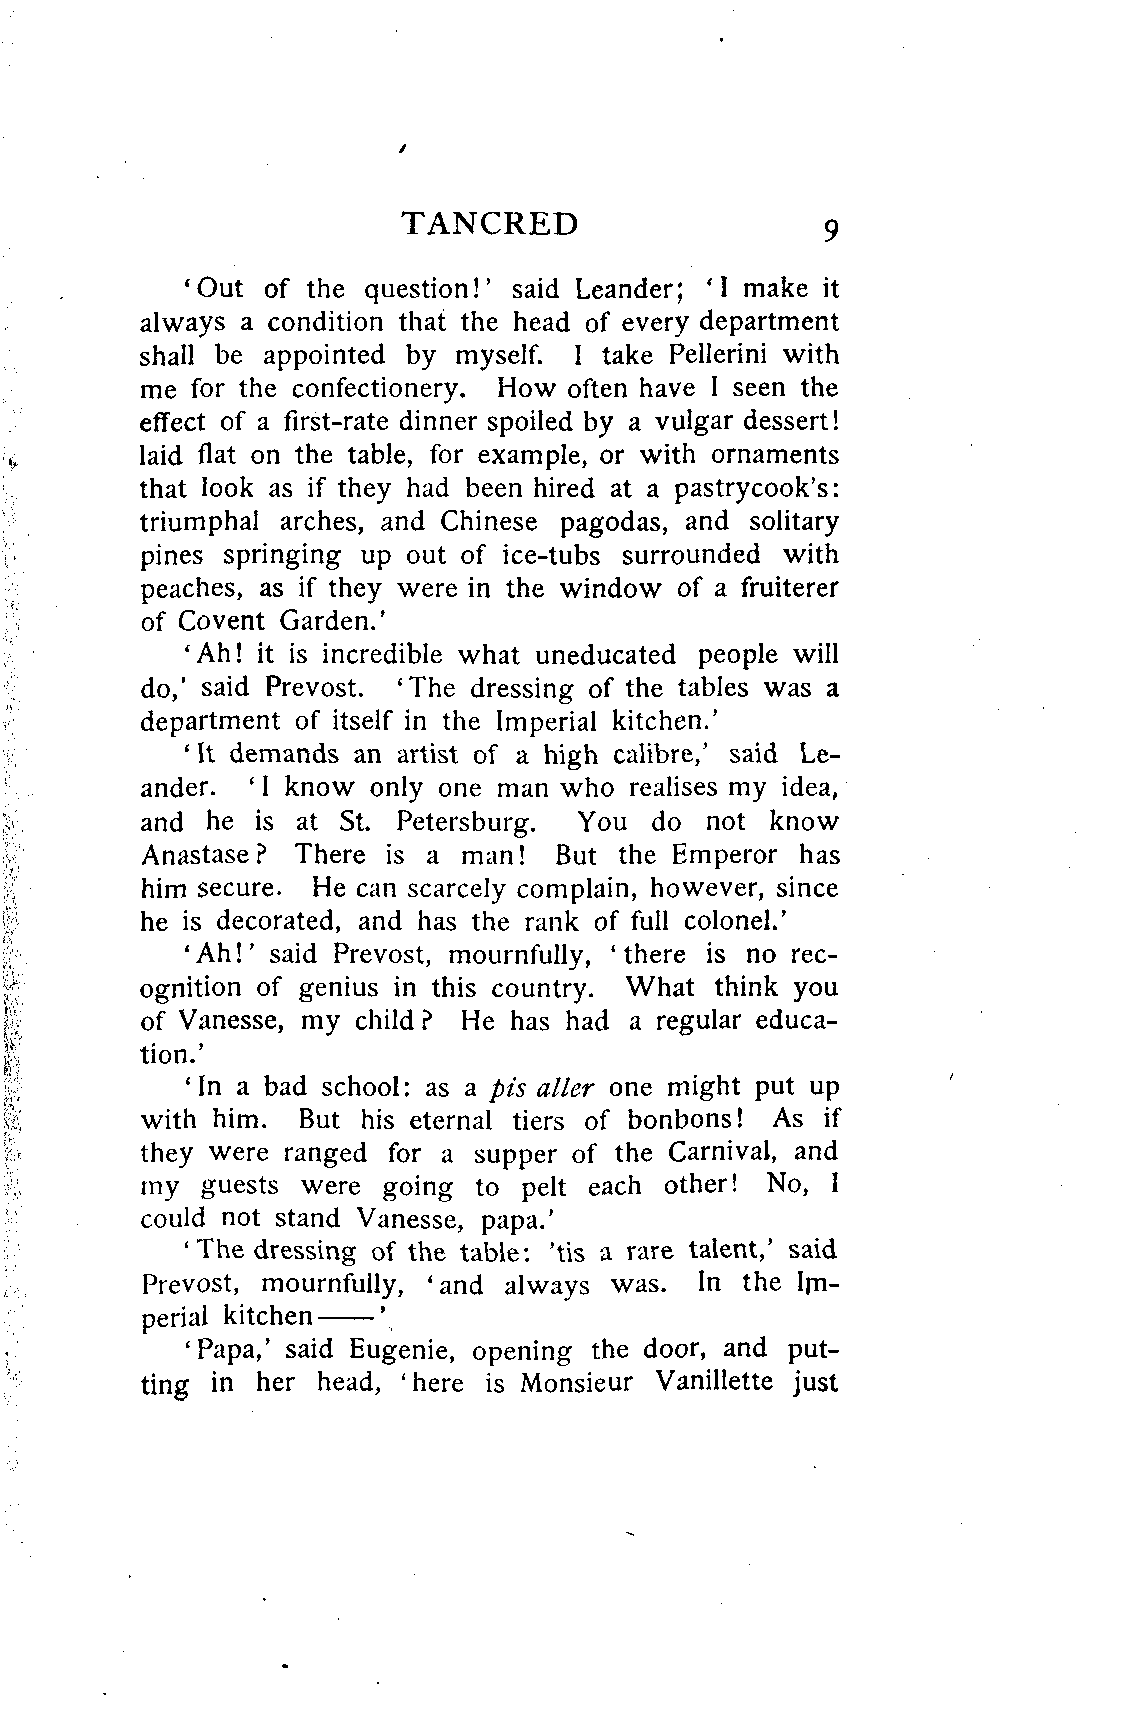 TANCRED 9
'Out of the question!' said Leander; 'I make it
always a condition that the head of every department
shall be appointed by myself. I take Pellerini with
me for the confectionery. How often have I seen the
effect of a first-rate dinner spoiled by a vulgar dessert!
laid flat on the table, for example, or with ornaments
that look as if they had been hired at a pastrycook's:
triumphal arches, and Chinese pagodas, and solitary
pines springing up out of ice-tubs surrounded with
peaches, as if they were in the window of a fruiterer
of Covent Garden.'
'Ah! it is incredible what uneducated people will
do,' said Prevost. 'The dressing of the tables was a
department of itself in the Imperial kitchen.'
'It demands an artist of a high calibre,' said Le-
ander. 'I know only one man who realises my idea,
and he is at St. Petersburg. You do not know
Anastase? There is a man! But the Emperor has
him secure. He can scarcely complain, however, since
he is decorated, and has the rank of full colonel.'
'Ah!' said Prevost, mournfully, 'there is no rec-
ognition of genius in this country. What think you
of Vanesse, my child? He has had a regular educa-
tion.'
'In a bad school: as a pis aller one might put up
with him. But his eternal tiers of bonbons! As if
they were ranged for a supper of the Carnival, and
my guests were going to pelt each other! No, I
could not stand Vanesse, papa.'
'The dressing of the table: 'tis a rare talent,' said
Prevost, mournfully, 'and always was. In the Im-
perial kitchen——'
'Papa,' said Eugenie, opening the door, and put-
ting in her head, 'here is Monsieur Vanillette just